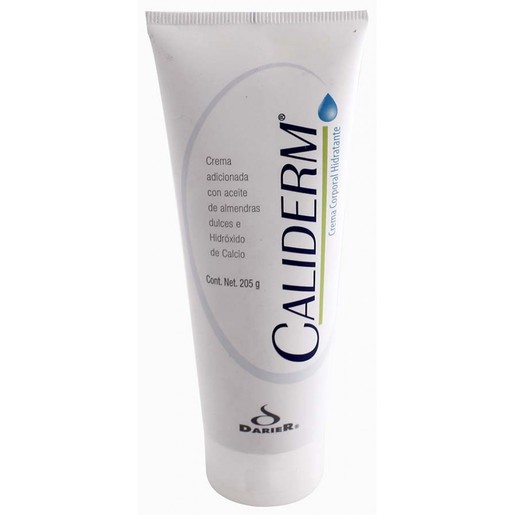 Crema
adicionada
con aceite
de almendras
dulces e
Hidróxido
de Calcio
Cont. Net. 205 g
CALIDERM®
Crema Corporal Hidratante
DARIER®